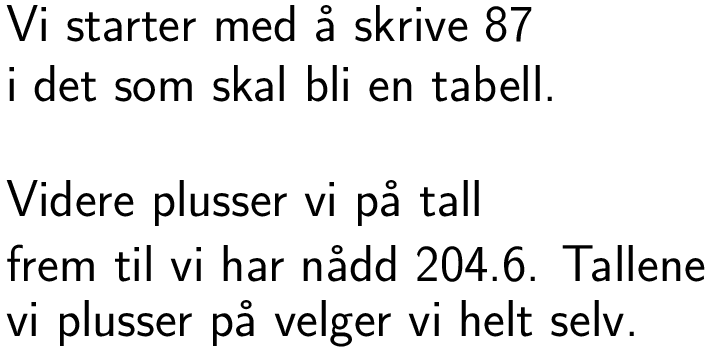 Vi starter med å skrive 87
i det som skal bli en tabell.
Videre plusser vi på tall
frem til vi har nådd 204.6. Tallene
vi plusser på velger vi helt selv.